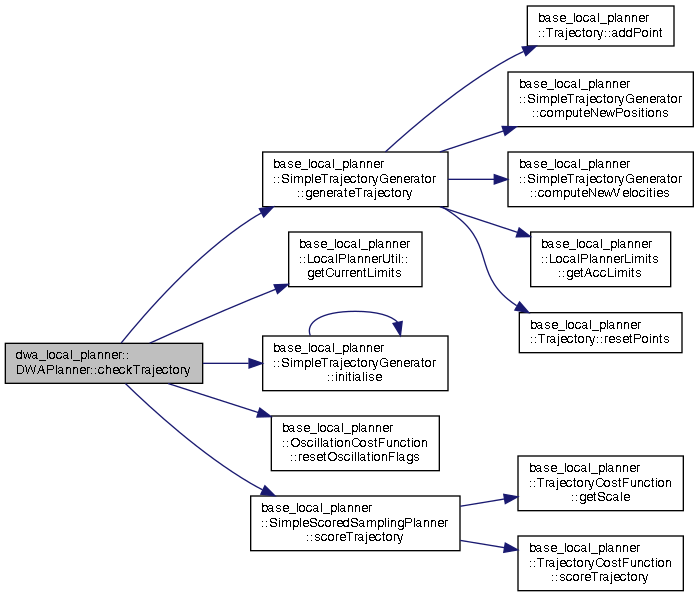 base_local_planner
::Trajectory::addPoint
base_local_planner
::SimpleTrajectoryGenerator
::computeNewPositions
base_local_planner
::SimpleTrajectoryGenerator
::generateTrajectory
base_local_planner
::SimpleTrajectoryGenerator
::computeNewVelocities
base_local_planner
::LocalPlannerUtil::
getCurrentLimits
base_local_planner
::LocalPlannerLimits
::getAccLimits
base_local_planner
::Trajectory::resetPoints
dwa_local_planner::
DWAPlanner::checkTrajectory
base_local_planner
::SimpleTrajectoryGenerator
::initialise
base_local_planner
::OscillationCostFunction
::resetOscillationFlags
base_local_planner
::SimpleScoredSamplingPlanner
::scoreTrajectory
base_local_planner
::TrajectoryCostFunction
::getScale
base_local_planner
::TrajectoryCostFunction
::scoreTrajectory